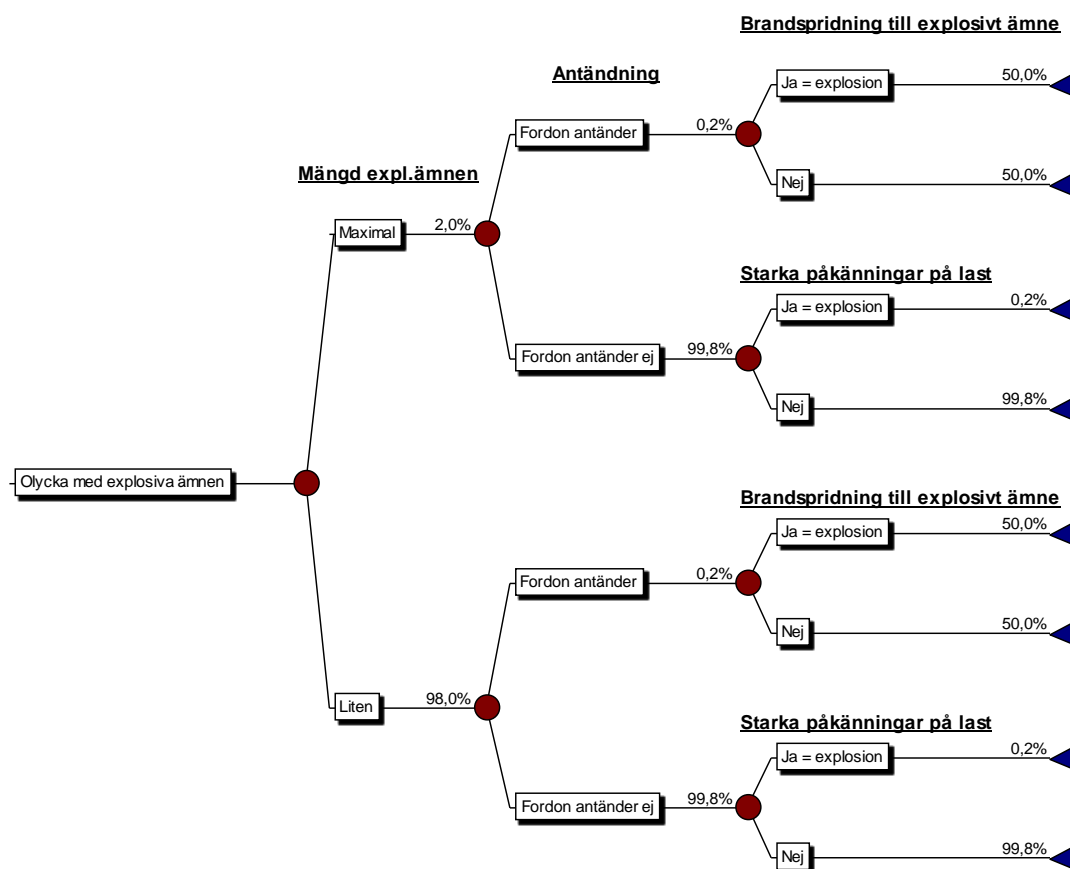 Brandspridning till explosivt ämne
Antändning
Ja = explosion
50,0%
Fordon antänder
0,2%
Mängd expl.ämnen
Nej
50,0%
Maximal
2,0%
Starka påkänningar på last
Ja = explosion
0,2%
Fordon antänder ej
99,8%
Nej
99,8%
Olycka med explosiva ämnen
Brandspridning till explosivt ämne
Ja = explosion
50,0%
Fordon antänder
0,2%
Nej
50,0%
Liten
98,0%
Starka påkänningar på last
Ja = explosion
0,2%
Fordon antänder ej
99,8%
Nej
99,8%